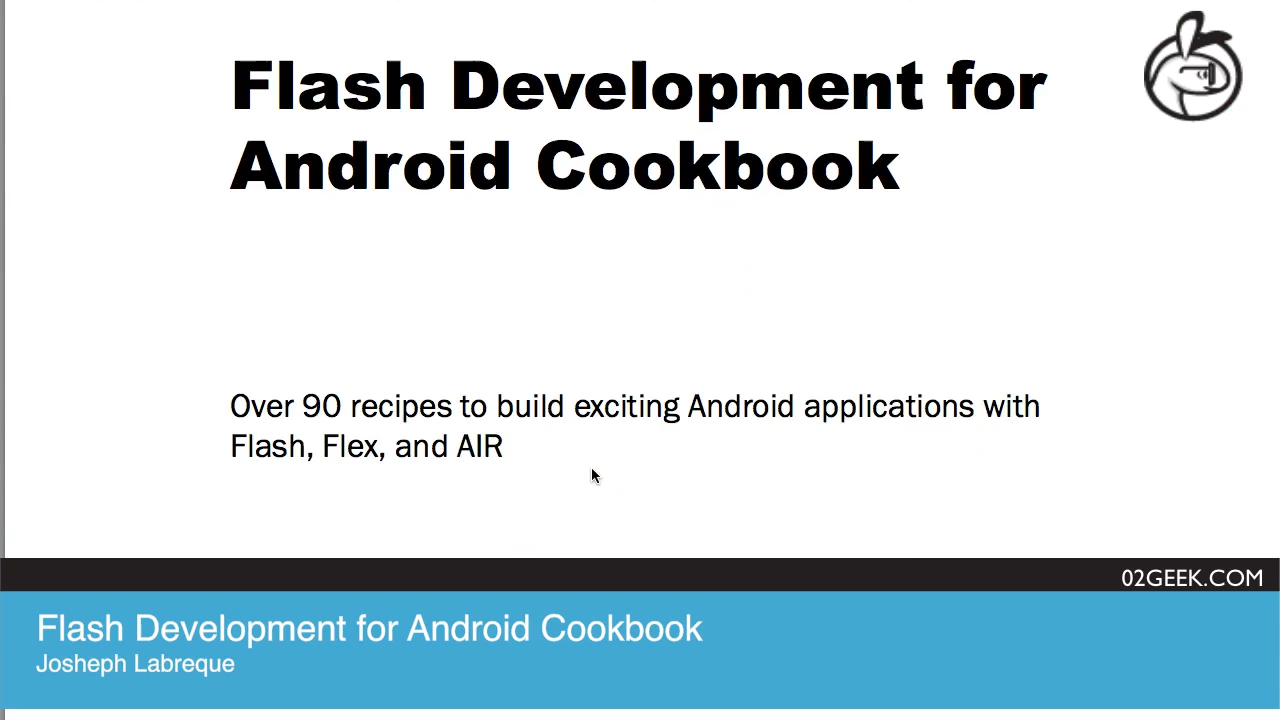 Flash Development for
Android Cookbook
Over 90 recipes to build exciting Android applications with
Flash, Flex, and AIR
02GEEK.COM
Flash Development for Android Cookbook
Josheph Labreque